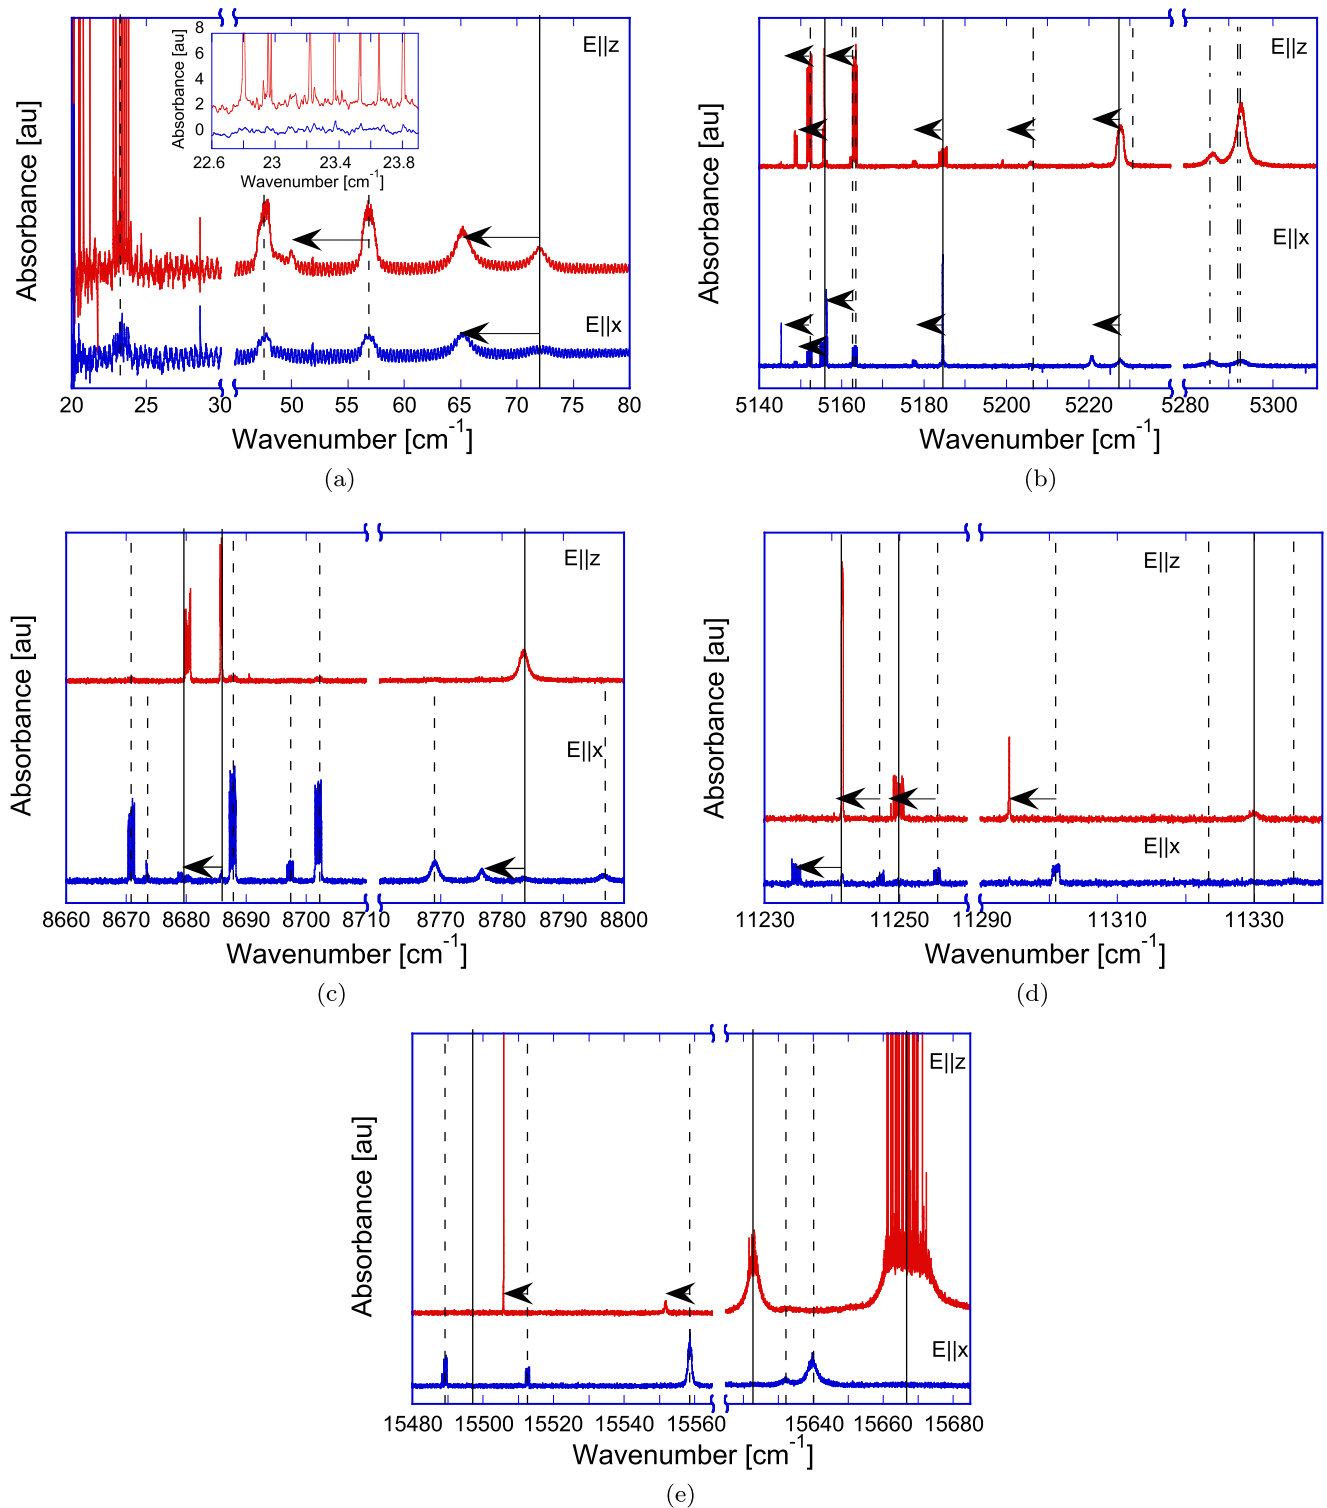 E||z
Absorbance [au]
8
6
4
2
0
22.6 23 23.4 23.8
Wavenumber [cm-1]
Absorbance [au]
E||x
20 25 30 50 55 60 65 70 75 80
Wavenumber [cm-1]
(a)
E||z
Absorbance [au]
E||x
5140 5160 5180 5200 5220 5280 5300
Wavenumber [cm-1]
(b)
E||z
Absorbance [au]
E||x
8660 8670 8680 8690 8700 8710 8770 8780 8790 8800
Wavenumber [cm-1]
(c)
E||z
Absorbance [au]
E||x
11230 11250 11290 11310 11330
Wavenumber [cm-1]
(d)
E||z
Absorbance [au]
E||x
15480 15500 15520 15540 15560 15640 15660 15685
Wavenumber [cm-1]
(e)